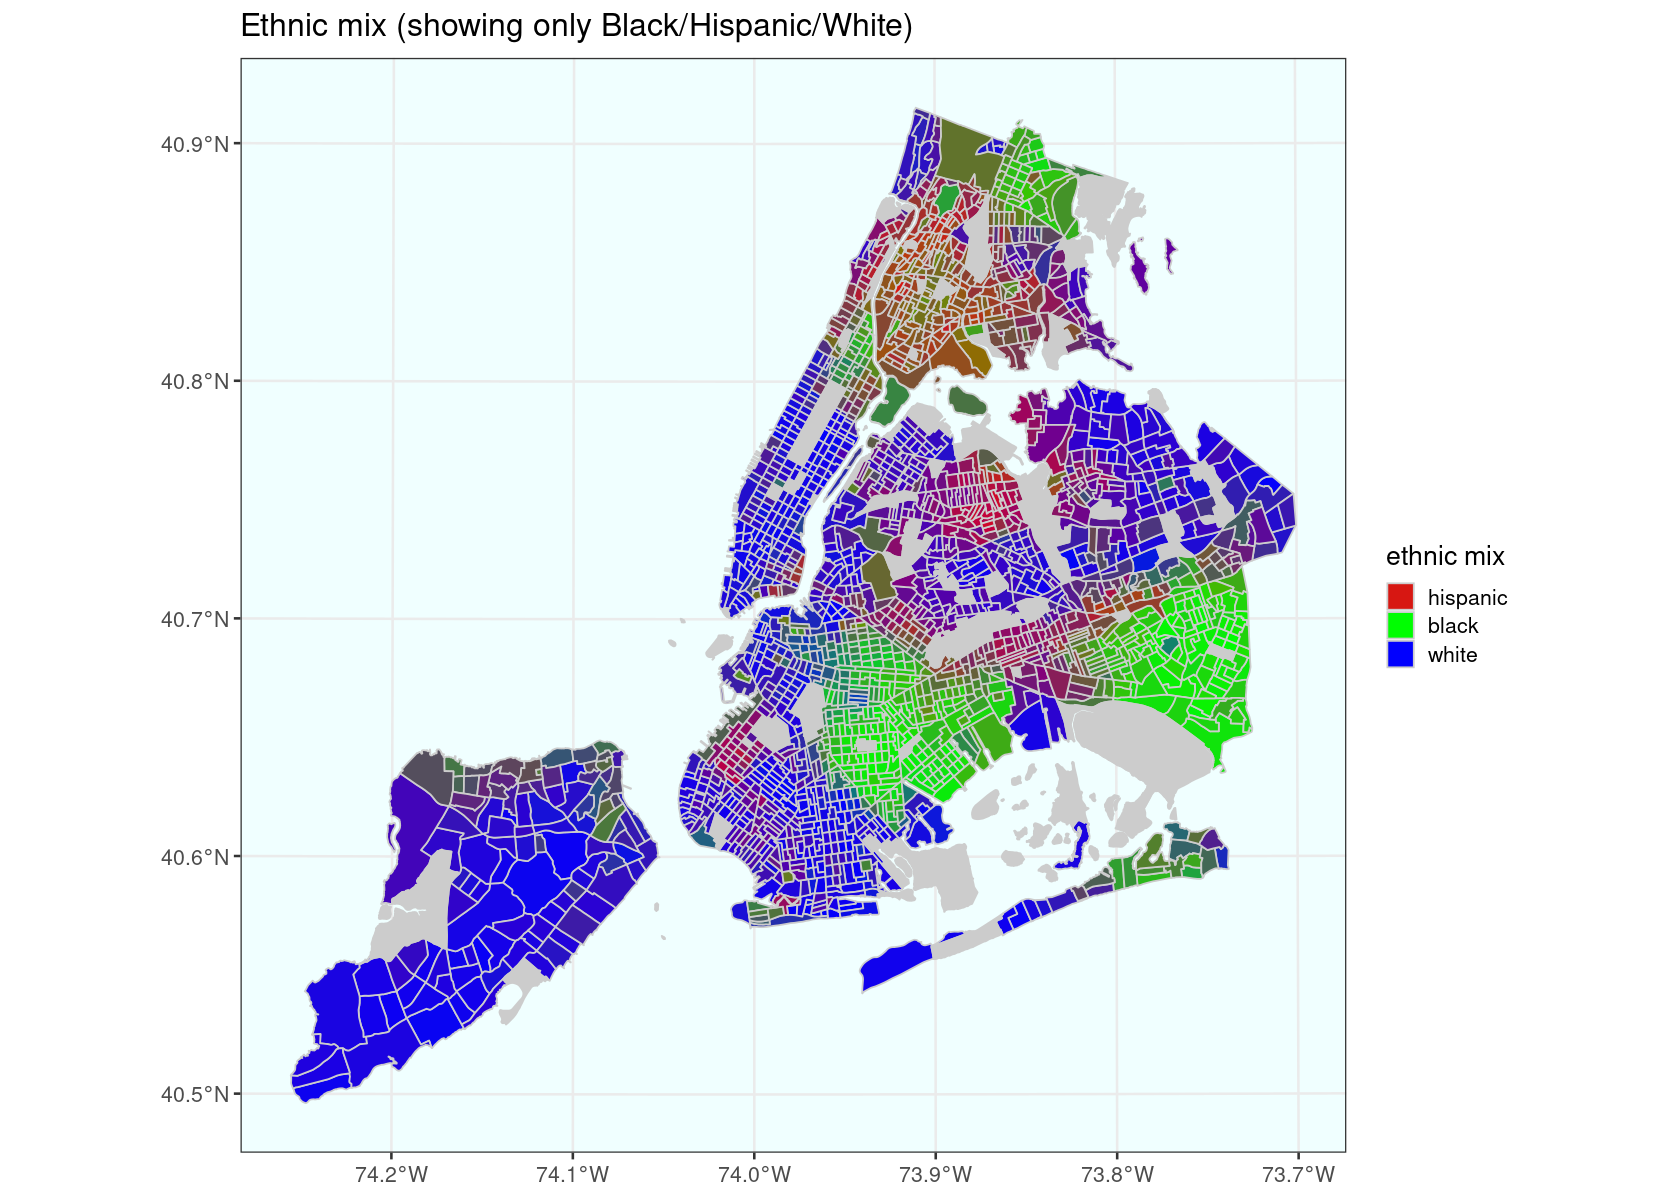 Ethnic mix (showing only Black/Hispanic/White)
40.9°N
40.8°N
40.7°N
40.6°N
40.5°N
74.2°W
74.1°W
74.0°W
73.9°W
73.8°W
73.7°W
ethnic mix
hispanic
black
white